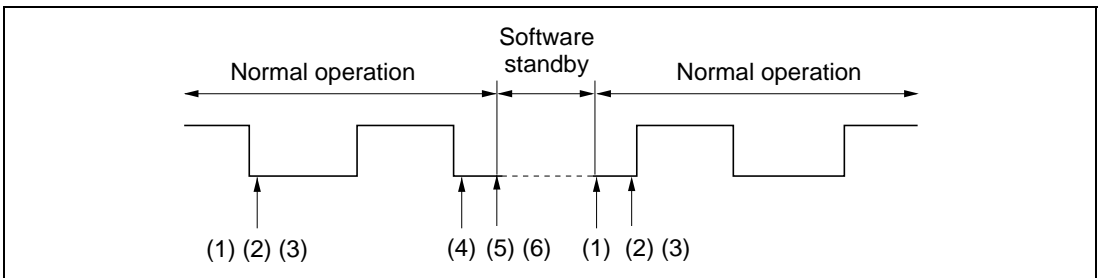 Software
standby
Normal operation
Normal operation
(1) (2) (3)
(4) (5) (6)
(1) (2) (3)